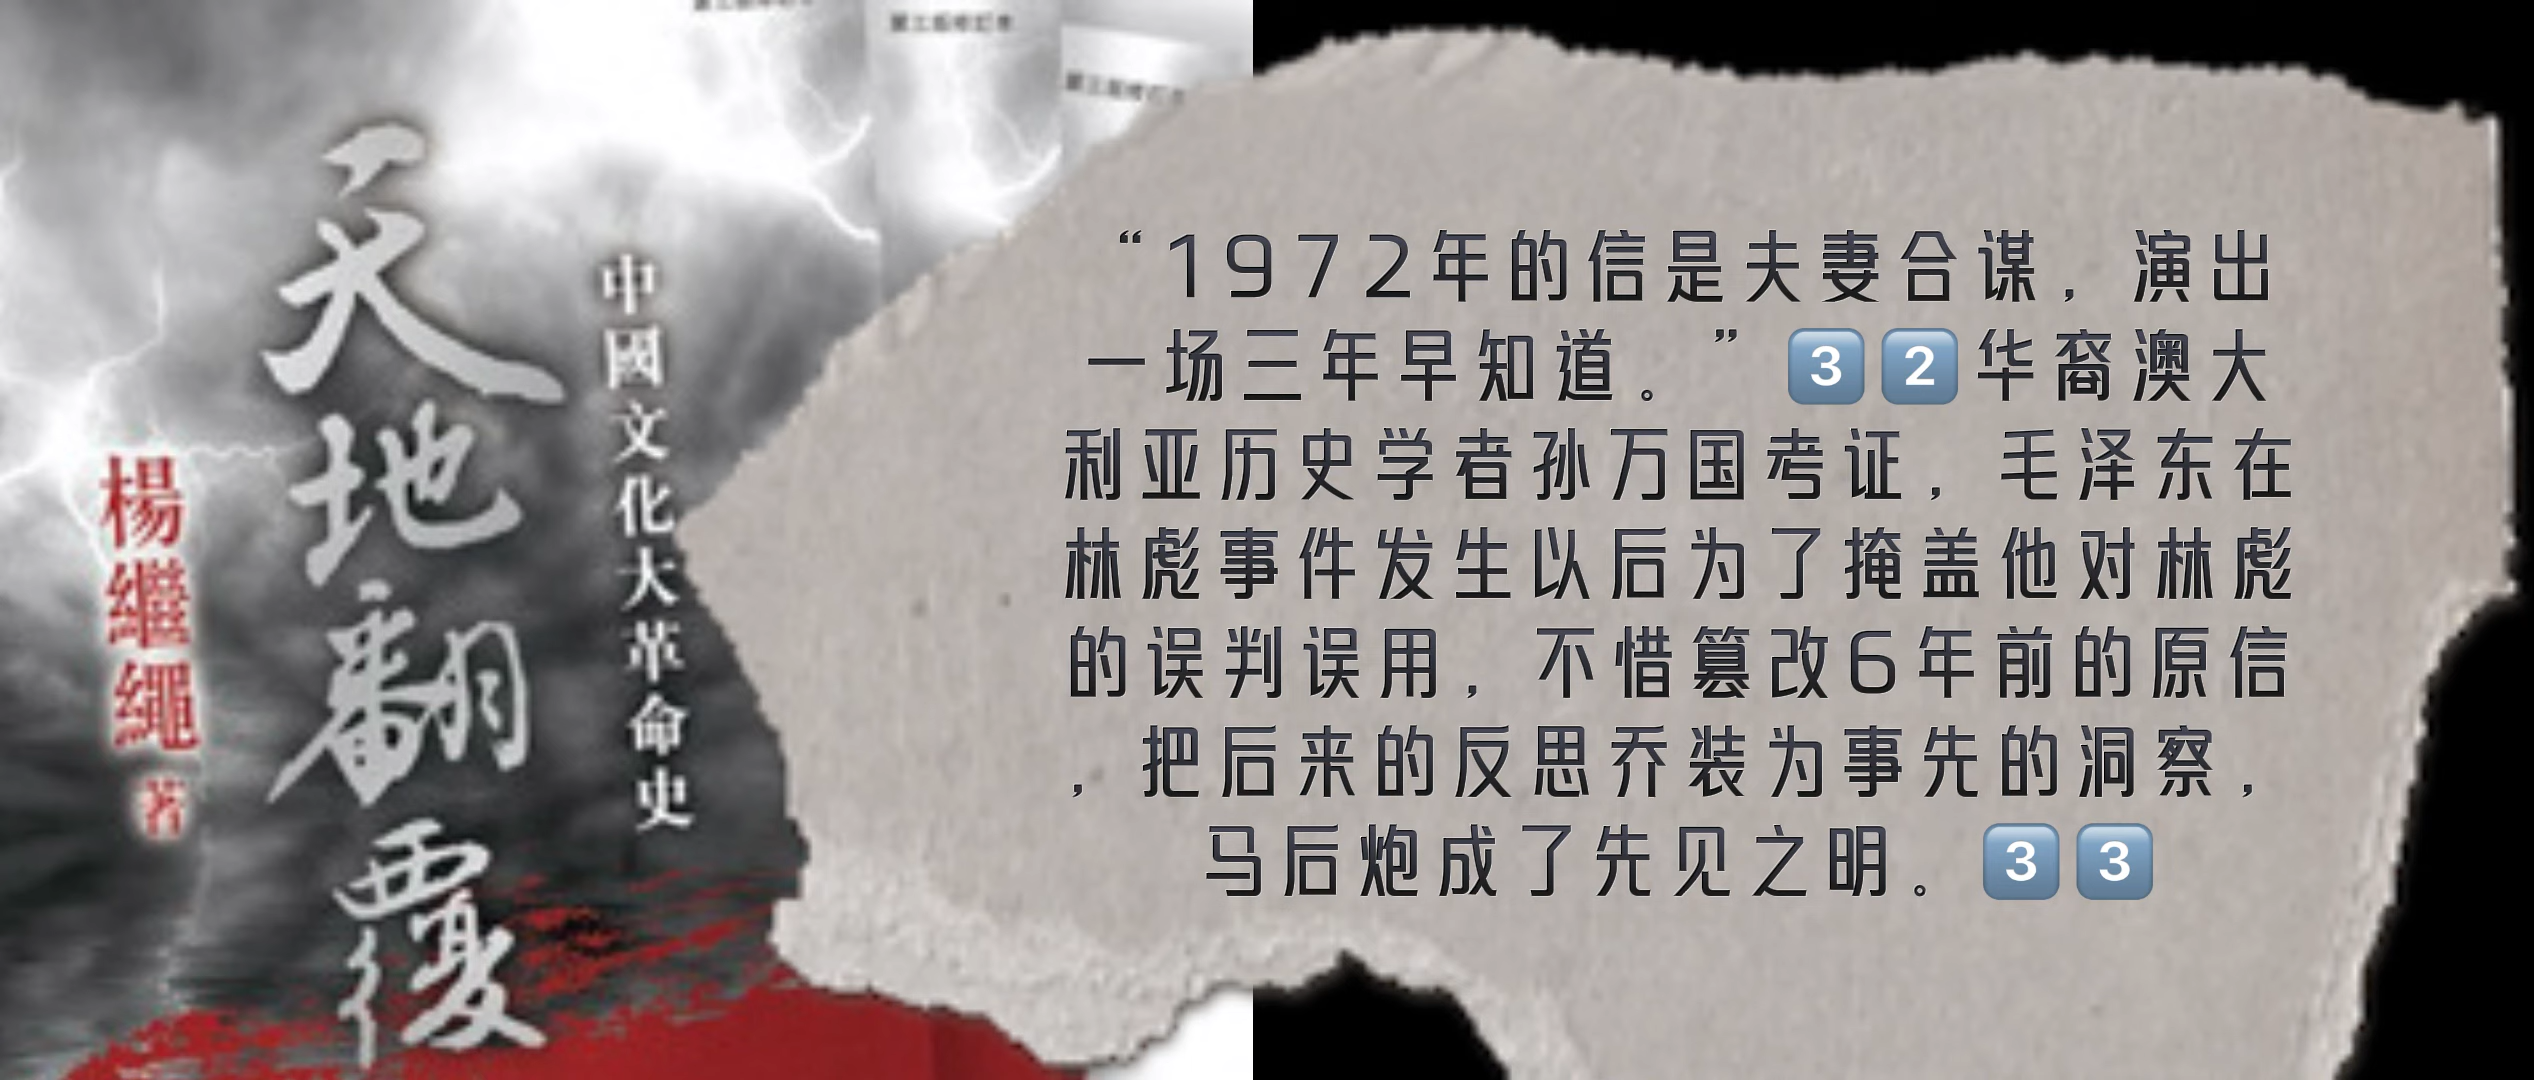 第三版修訂本
天地翻覆
中國文化大革命史
楊繼繩 著
“1972年的信是夫妻合谋，演出
一场三年早知道。”3️⃣2️⃣华裔澳大
利亚历史学者孙万国考证，毛泽东在
林彪事件发生以后为了掩盖他对林彪
的误判误用，不惜篡改6年前的原信
，把后来的反思乔装为事先的洞察，
马后炮成了先见之明。3️⃣3️⃣